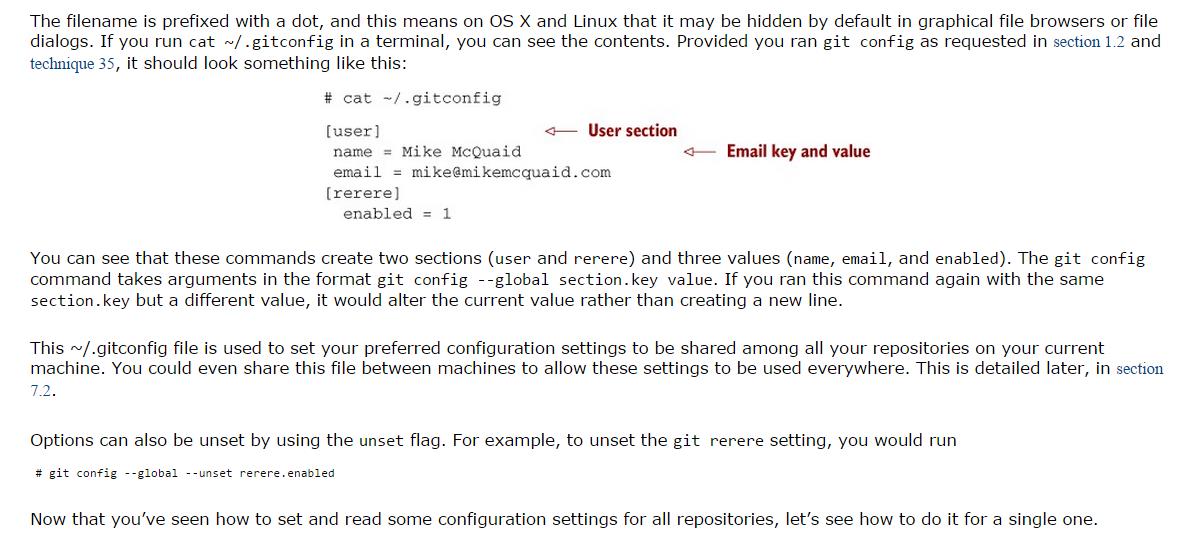 The filename is prefixed with a dot, and this means on OS X and Linux that it may be hidden by default in graphical file browsers or file
dialogs. If you run cat ~/.gitconfig in a terminal, you can see the contents. Provided you ran git config as requested in section 1.2 and
technique 35, it should look something like this:
# cat ~/.gitconfig
[user]
User section
name = Mike McQuaid
Email key and value
email = mike@mikemcquaid.com
[rerere]
enabled = 1
You can see that these commands create two sections (user and rerere) and three values (name, email, and enabled). The git config
command takes arguments in the format git config --global section.key value. If you ran this command again with the same
section.key but a different value, it would alter the current value rather than creating a new line.
This ~/.gitconfig file is used to set your preferred configuration settings to be shared among all your repositories on your current
machine. You could even share this file between machines to allow these settings to be used everywhere. This is detailed later, in section
7.2.
Options can also be unset by using the unset flag. For example, to unset the git rerere setting, you would run
# git config --global --unset rerere.enabled
Now that you’ve seen how to set and read some configuration settings for all repositories, let’s see how to do it for a single one.